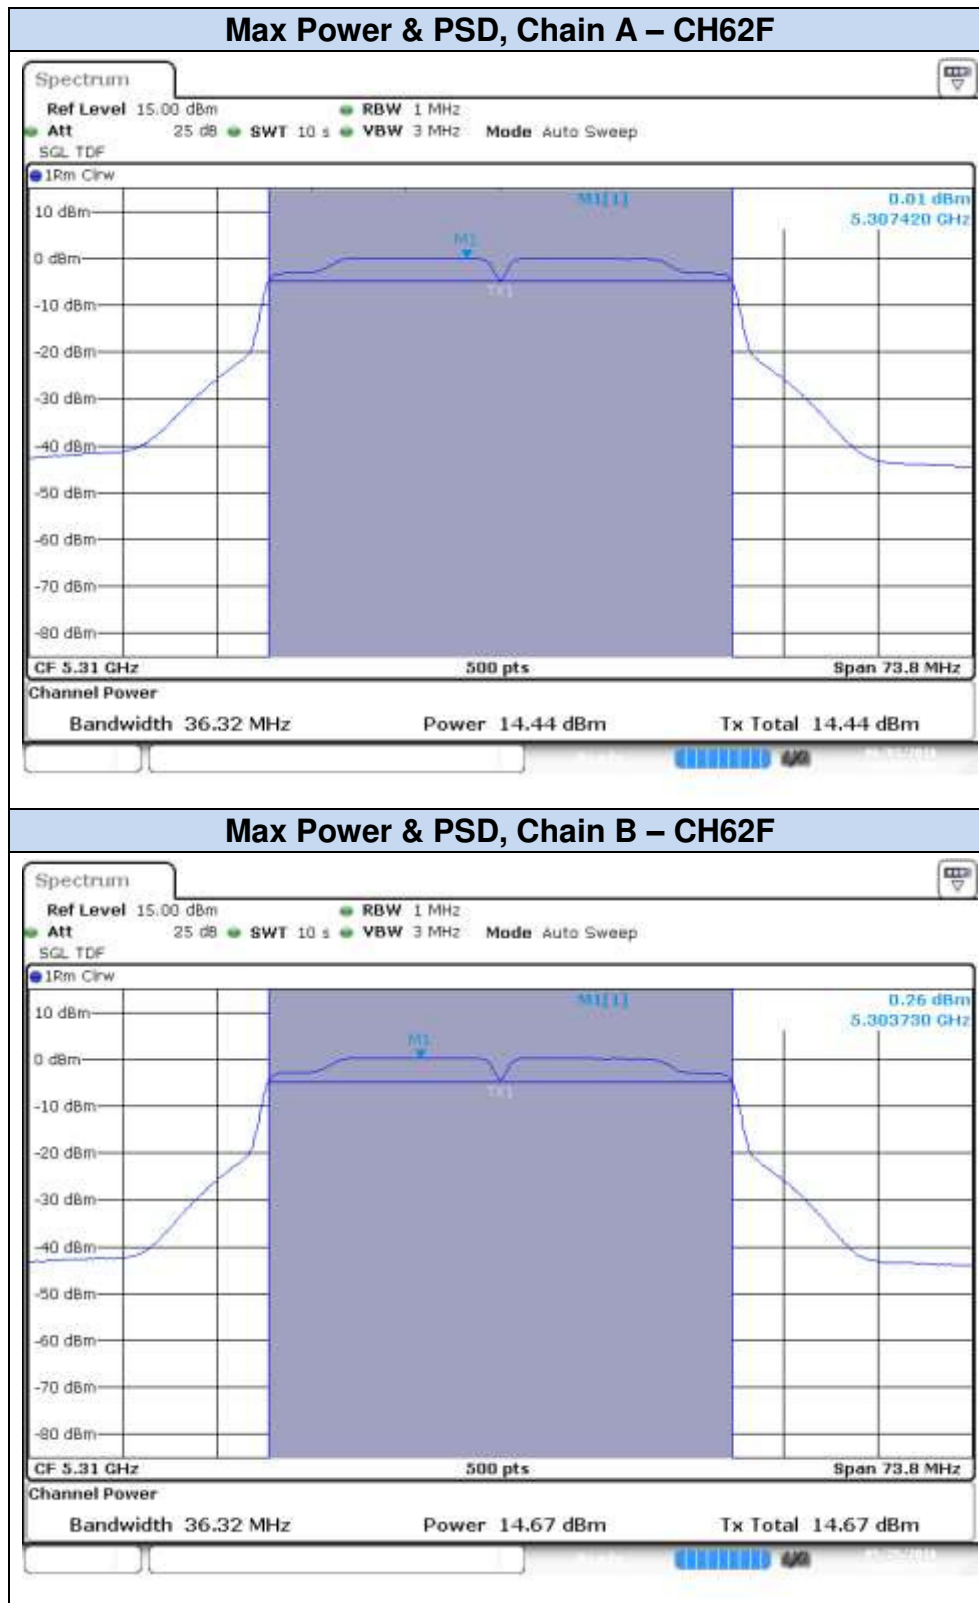 Max Power & PSD, Chain A – CH62F
Spectrum
Ref Level 15.00 dBm RBW 1 MHz
Att 25 dB SWT 10 s VBW 3 MHz Mode Auto Sweep
SGL TDF
1Rm Clrw
M1[1] 0.01 dBm
5.307420 GHz
10 dBm
M1
0 dBm
TX1
-10 dBm
-20 dBm
-30 dBm
-40 dBm
-50 dBm
-60 dBm
-70 dBm
-80 dBm
CF 5.31 GHz 500 pts Span 73.8 MHz
Channel Power
Bandwidth 36.32 MHz Power 14.44 dBm Tx Total 14.44 dBm
Max Power & PSD, Chain B – CH62F
Spectrum
Ref Level 15.00 dBm RBW 1 MHz
Att 25 dB SWT 10 s VBW 3 MHz Mode Auto Sweep
SGL TDF
1Rm Clrw
M1[1] 0.26 dBm
5.303730 GHz
10 dBm
M1
0 dBm
TX1
-10 dBm
-20 dBm
-30 dBm
-40 dBm
-50 dBm
-60 dBm
-70 dBm
-80 dBm
CF 5.31 GHz 500 pts Span 73.8 MHz
Channel Power
Bandwidth 36.32 MHz Power 14.67 dBm Tx Total 14.67 dBm